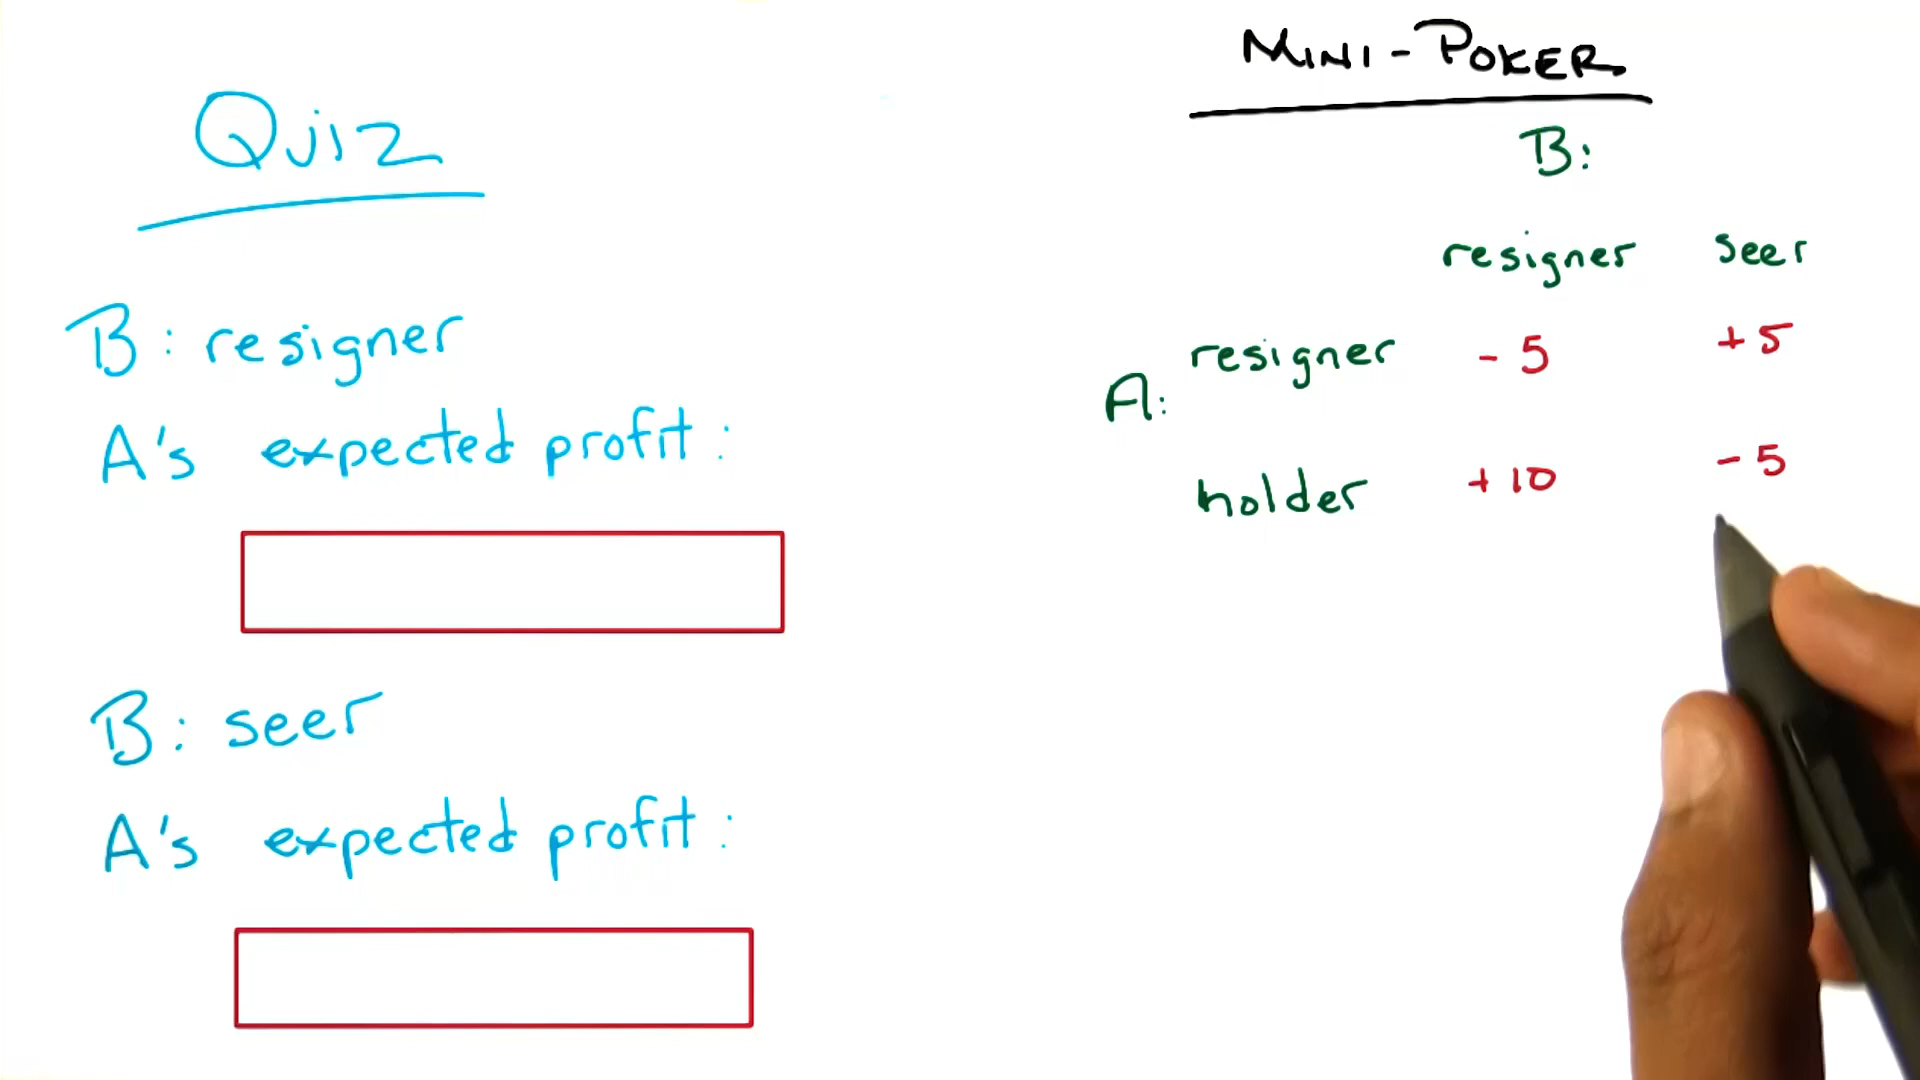 Quiz
B: resigner
A's expected profit:
B: seer
A's expected profit:
MINI-POKER
B:
resigner seer
A:
resigner -5 +5
holder +10 -5